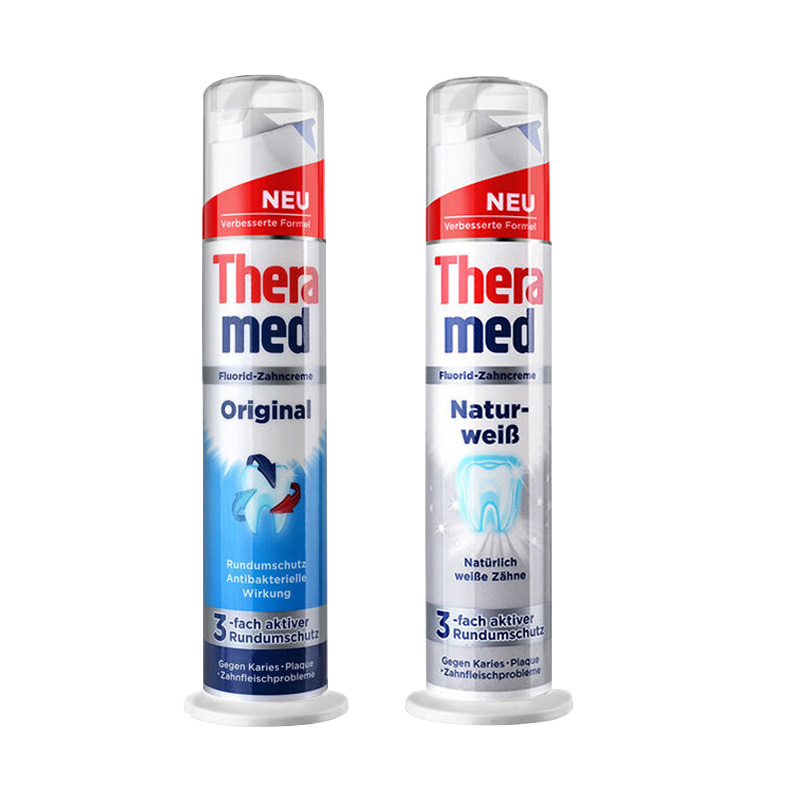 NEU
Verbesserte Formel
Thera
med
Fluorid-Zahncreme
Original
Rundumschutz
Antibakterielle
Wirkung
3-fach aktiver
Rundumschutz
Gegen Karies • Plaque
• Zahnfleischprobleme
NEU
Verbesserte Formel
Thera
med
Fluorid-Zahncreme
Natur-
weiß
Natürlich
weiße Zähne
3-fach aktiver
Rundumschutz
Gegen Karies • Plaque
• Zahnfleischprobleme